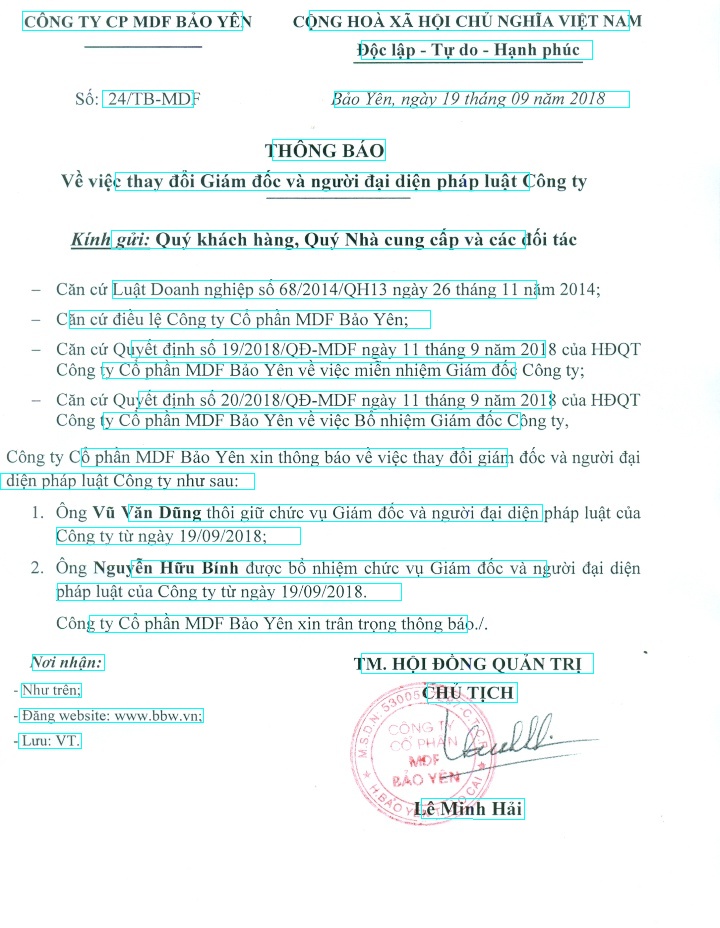 CÔNG TY CP MDF BẢO YÊN
CỘNG HOÀ XÃ HỘI CHỦ NGHĨA VIỆT NAM
Độc lập - Tự do - Hạnh phúc
Số: 24/TB-MDF
Bảo Yên, ngày 19 tháng 09 năm 2018
THÔNG BÁO
Về việc thay đổi Giám đốc và người đại diện pháp luật Công ty
Kính gửi: Quý khách hàng, Quý Nhà cung cấp và các đối tác
– Căn cứ Luật Doanh nghiệp số 68/2014/QH13 ngày 26 tháng 11 năm 2014;
– Căn cứ điều lệ Công ty Cổ phần MDF Bảo Yên;
– Căn cứ Quyết định số 19/2018/QĐ-MDF ngày 11 tháng 9 năm 2018 của HĐQT
Công ty Cổ phần MDF Bảo Yên về việc miễn nhiệm Giám đốc Công ty;
– Căn cứ Quyết định số 20/2018/QĐ-MDF ngày 11 tháng 9 năm 2018 của HĐQT
Công ty Cổ phần MDF Bảo Yên về việc Bổ nhiệm Giám đốc Công ty,
Công ty Cổ phần MDF Bảo Yên xin thông báo về việc thay đổi giám đốc và người đại
diện pháp luật Công ty như sau:
1. Ông Vũ Văn Dũng thôi giữ chức vụ Giám đốc và người đại diện pháp luật của
Công ty từ ngày 19/09/2018;
2. Ông Nguyễn Hữu Bính được bổ nhiệm chức vụ Giám đốc và người đại diện
pháp luật của Công ty từ ngày 19/09/2018.
Công ty Cổ phần MDF Bảo Yên xin trân trọng thông báo./.
Nơi nhận:
- Như trên;
- Đăng website: www.bbw.vn;
- Lưu: VT.
TM. HỘI ĐỒNG QUẢN TRỊ
CHỦ TỊCH
CÔNG TY
CỔ PHẦN
MDF
BẢO YÊN
Lê Minh Hải